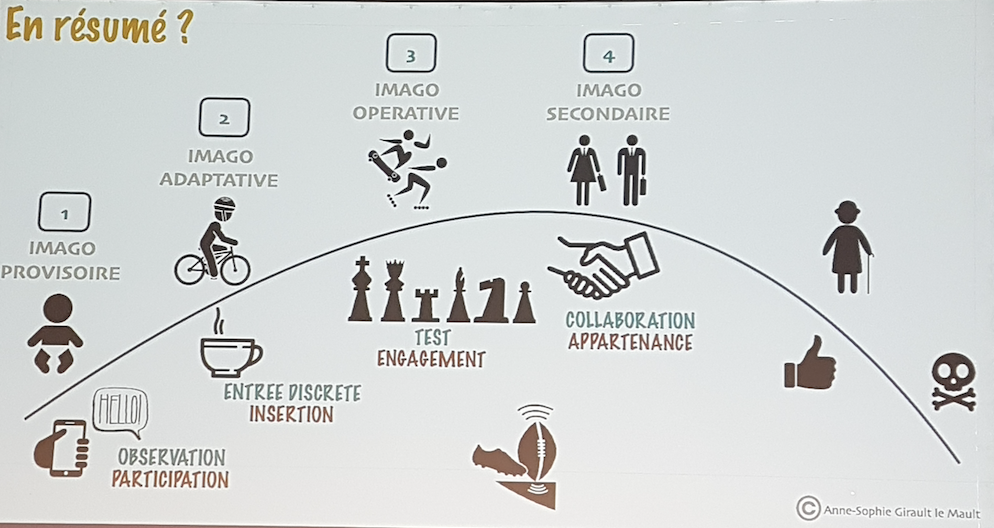 En résumé ?
1
IMAGO
PROVISOIRE
2
IMAGO
ADAPTATIVE
3
IMAGO
OPERATIVE
4
IMAGO
SECONDAIRE
HELLO!
OBSERVATION
PARTICIPATION
ENTREE DISCRETE
INSERTION
TEST
ENGAGEMENT
COLLABORATION
APPARTENANCE
© Anne-Sophie Girault le Mault